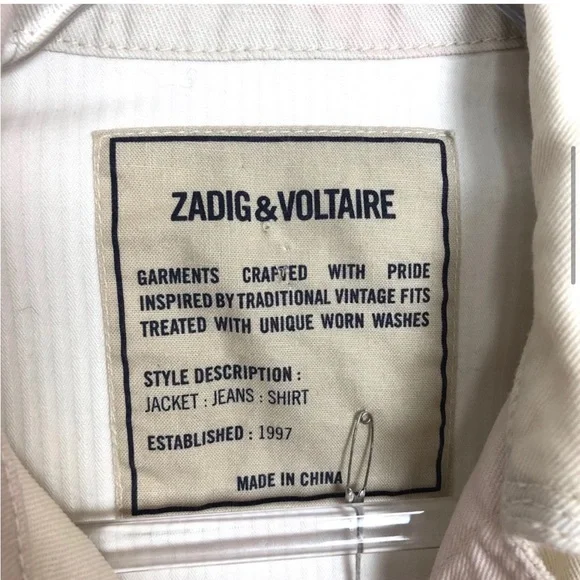 ZADIG&VOLTAIRE
GARMENTS CRAFTED WITH PRIDE
INSPIRED BY TRADITIONAL VINTAGE FITS
TREATED WITH UNIQUE WORN WASHES
STYLE DESCRIPTION :
JACKET : JEANS : SHIRT
ESTABLISHED : 1997
MADE IN CHINA